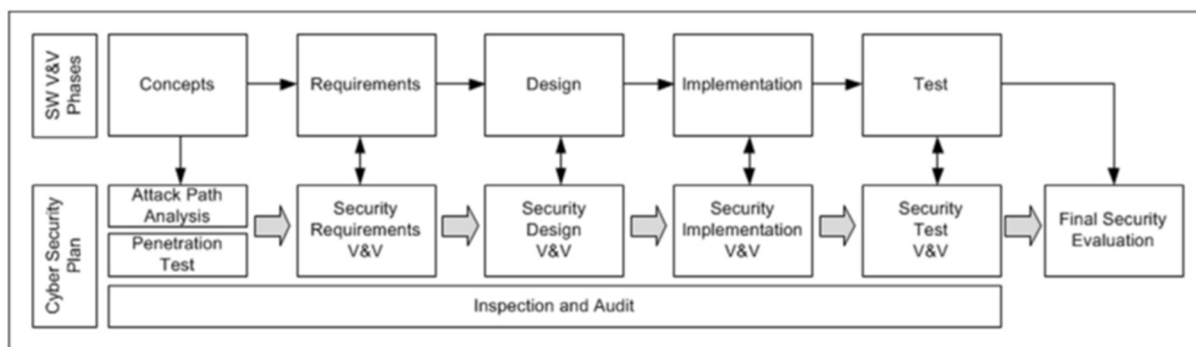 SW V&V
Phases
Concepts
Requirements
Design
Implementation
Test
Cyber Security
Plan
Attack Path
Analysis
Penetration
Test
Security
Requirements
V&V
Security
Design
V&V
Security
Implementation
V&V
Security
Test
V&V
Final Security
Evaluation
Inspection and Audit